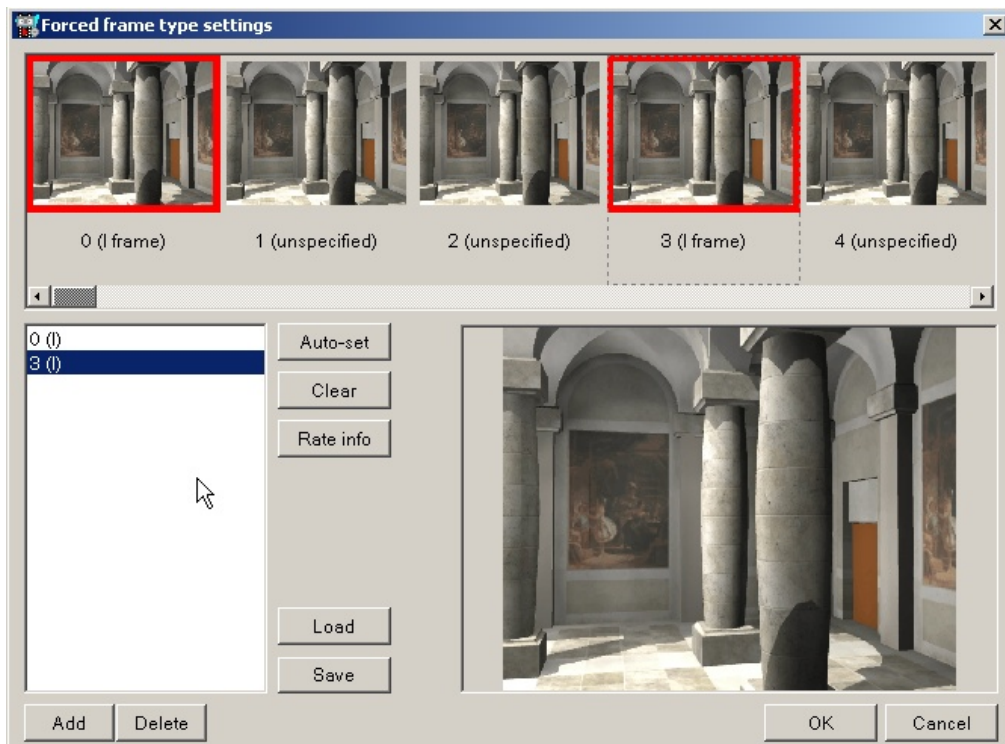 Forced frame type settings
0 (I frame)
1 (unspecified)
2 (unspecified)
3 (I frame)
4 (unspecified)
0 (I)
3 (I)
Auto-set
Clear
Rate info
Load
Save
Add
Delete
OK
Cancel